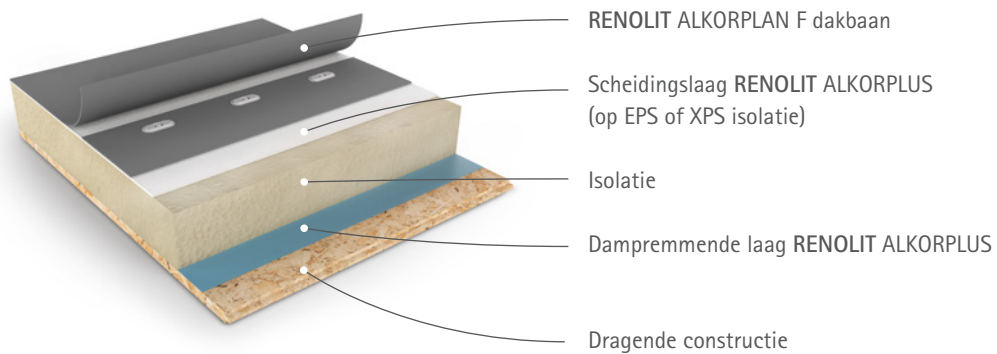 RENOLIT ALKORPLAN F dakbaan
Scheidingslaag RENOLIT ALKORPLUS
(op EPS of XPS isolatie)
Isolatie
Dampremmende laag RENOLIT ALKORPLUS
Dragende constructie